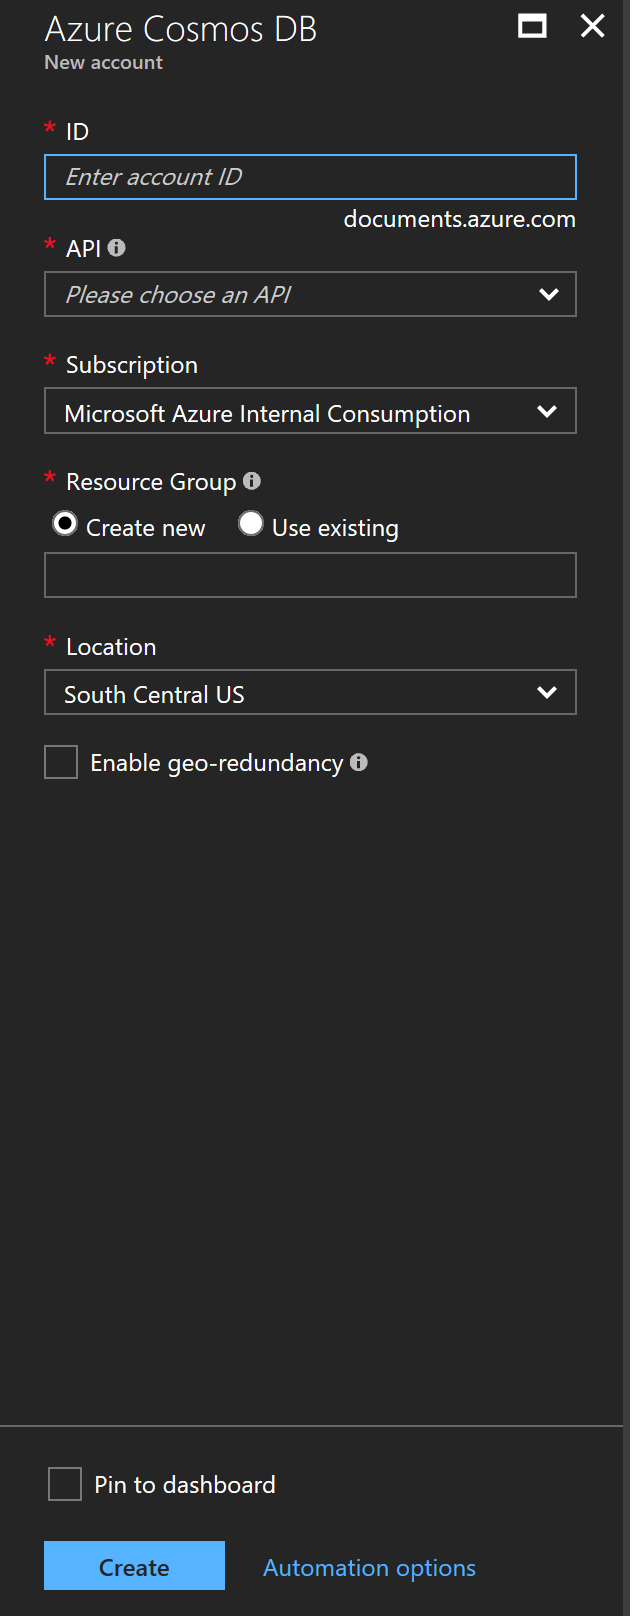 Azure Cosmos DB
New account
* ID
Enter account ID
documents.azure.com
* API
Please choose an API
* Subscription
Microsoft Azure Internal Consumption
* Resource Group
Create new Use existing
* Location
South Central US
Enable geo-redundancy
Pin to dashboard
Create Automation options